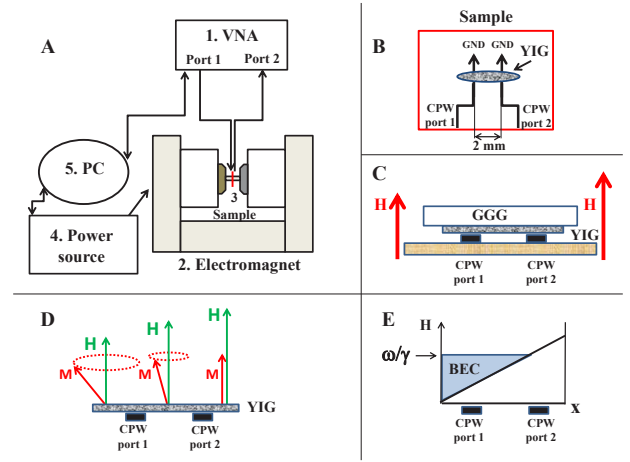 A
1. VNA
Port 1 Port 2
5. PC
4. Power
source
3
Sample
2. Electromagnet
Sample
B
GND GND
YIG
CPW
port 1
CPW
port 2
2 mm
C
H
H
GGG
YIG
CPW
port 1
CPW
port 2
D
H
H
H
M
M
M
YIG
CPW
port 1
CPW
port 2
E
H
ω/γ
BEC
x
CPW
port 1
CPW
port 2